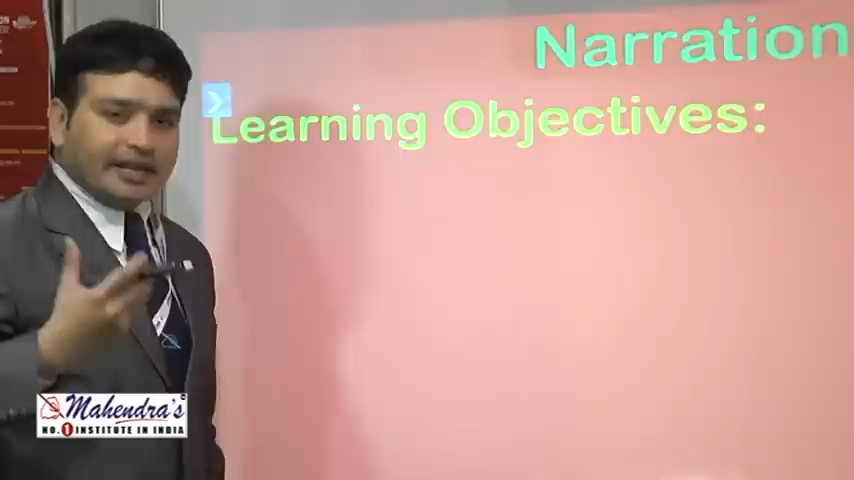 Narration
Learning Objectives:
Mahendra's
NO.1 INSTITUTE IN INDIA